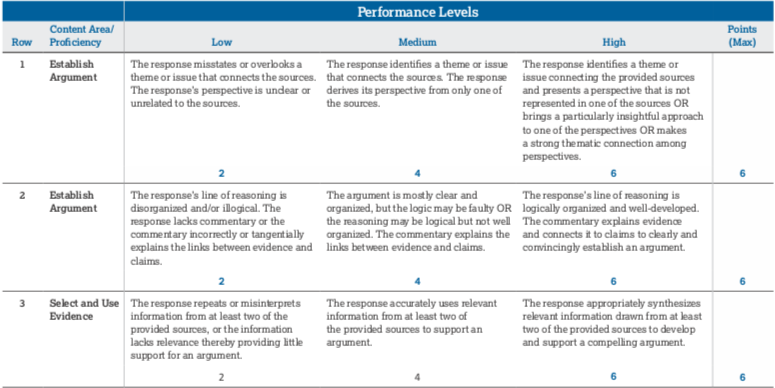 Performance Levels
Row Content Area/ Proficiency Low Medium High Points (Max)
1 Establish Argument
The response misstates or overlooks a
theme or issue that connects the sources.
The response's perspective is unclear or
unrelated to the sources.
2
The response identifies a theme or issue
that connects the sources. The response
derives its perspective from only one of
the sources.
4
The response identifies a theme or
issue connecting the provided sources
and presents a perspective that is not
represented in one of the sources OR
brings a particularly insightful approach
to one of the perspectives OR makes
a strong thematic connection among
perspectives.
6
6
2 Establish Argument
The response's line of reasoning is
disorganized and/or illogical. The
response lacks commentary or the
commentary incorrectly or tangentially
explains the links between evidence and
claims.
2
The argument is mostly clear and
organized, but the logic may be faulty OR
the reasoning may be logical but not well
organized. The commentary explains the
links between evidence and claims.
4
The response's line of reasoning is
logically organized and well-developed.
The commentary explains evidence
and connects it to claims to clearly and
convincingly establish an argument.
6
6
3 Select and Use Evidence
The response repeats or misinterprets
information from at least two of the
provided sources, or the information
lacks relevance thereby providing little
support for an argument.
2
The response accurately uses relevant
information from at least two of
the provided sources to support an
argument.
4
The response appropriately synthesizes
relevant information drawn from at least
two of the provided sources to develop
and support a compelling argument.
6
6